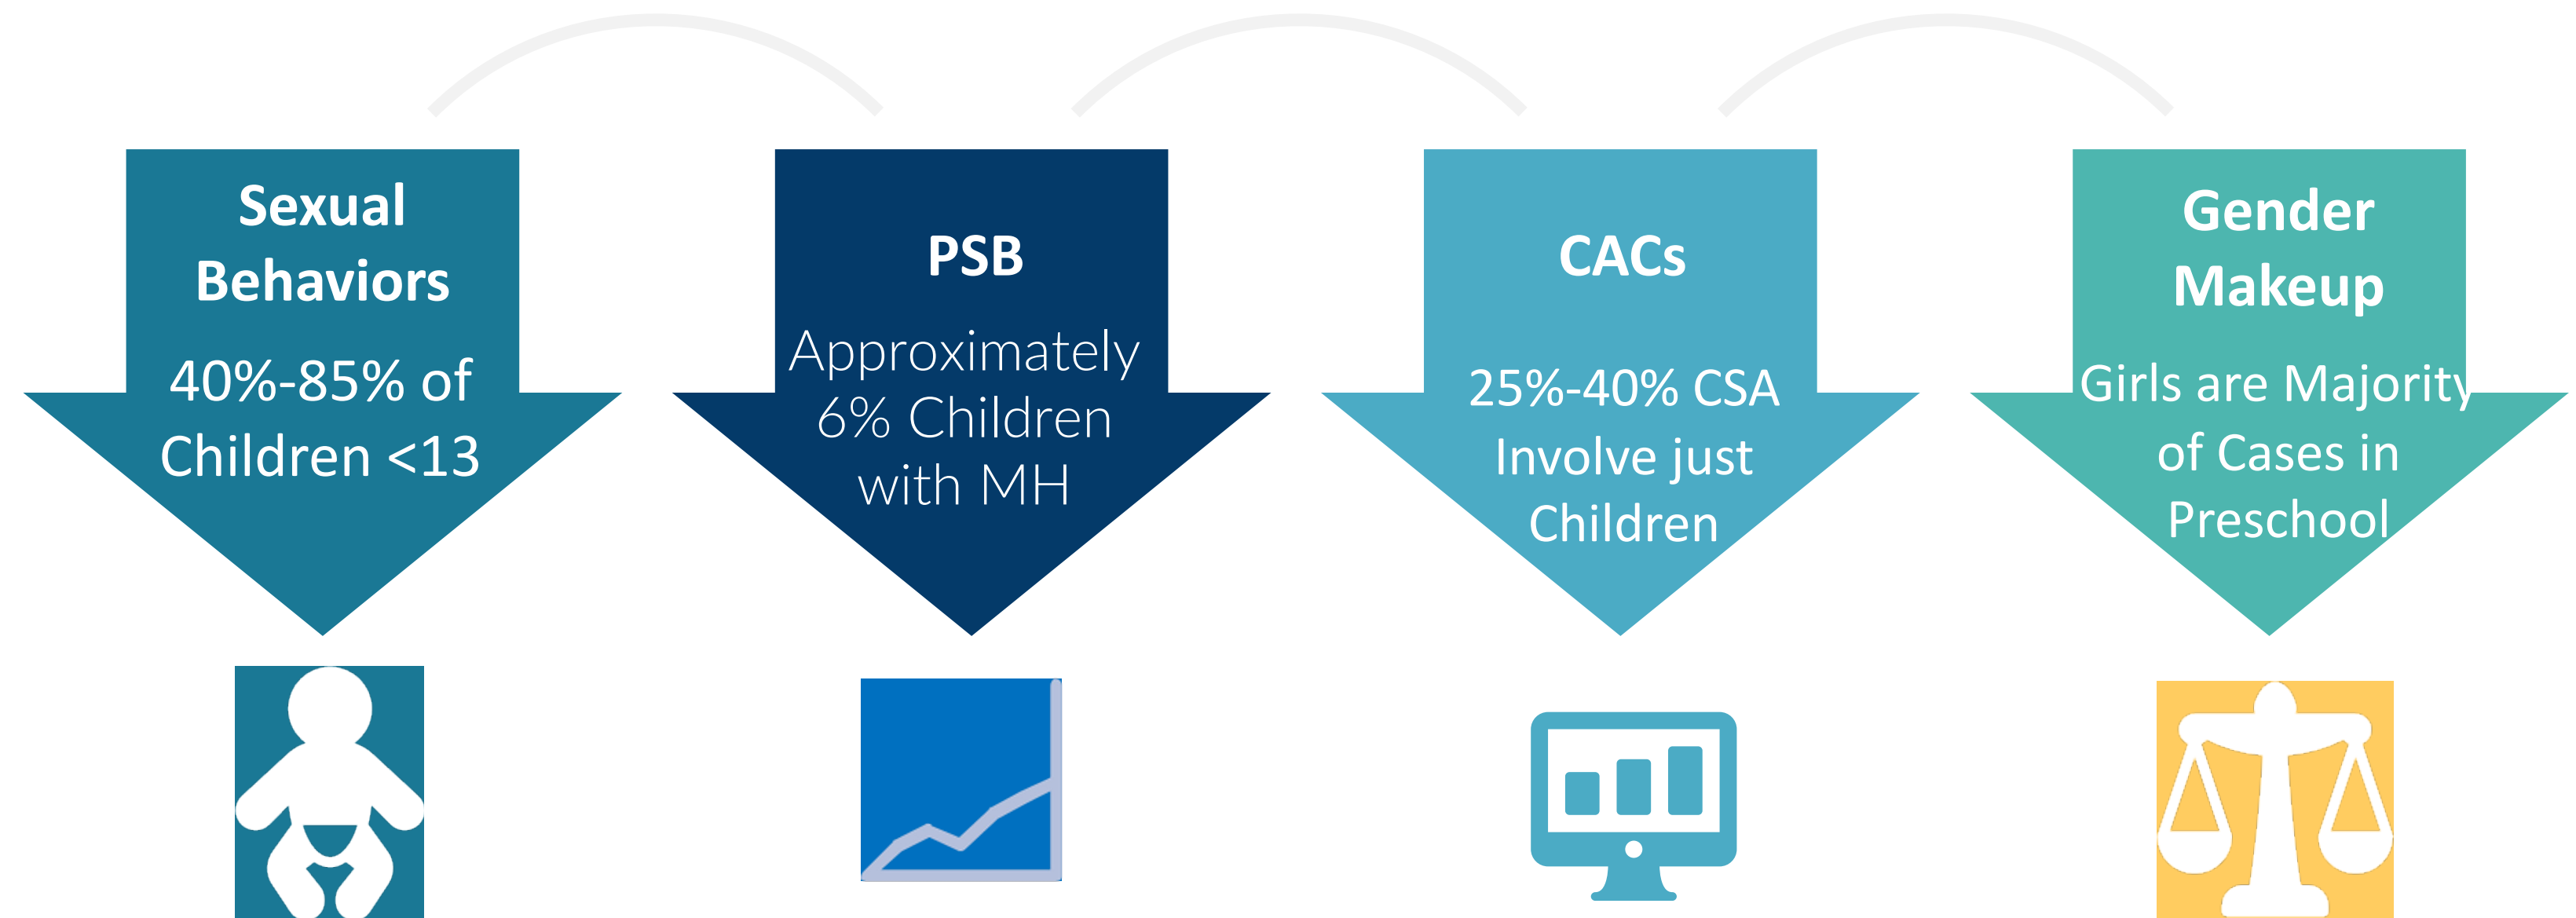 Sexual
Behaviors
40%-85% of
Children <13
PSB
Approximately
6% Children
with MH
CACs
25%-40% CSA
Involve just
Children
Gender
Makeup
Girls are Majority
of Cases in
Preschool